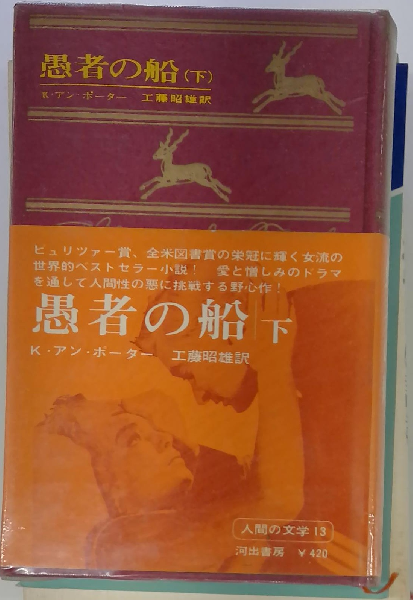 愚者の船(下)
K・アン・ポーター 工藤昭雄訳
ピュリツァー賞、全米図書賞の栄冠に輝く女流の
世界的ベストセラー小説! 愛と憎しみのドラマ
を通して人間性の悪に挑戦する野心作!
愚者の船 下
K・アン・ポーター 工藤昭雄訳
人間の文学13
河出書房 ¥420